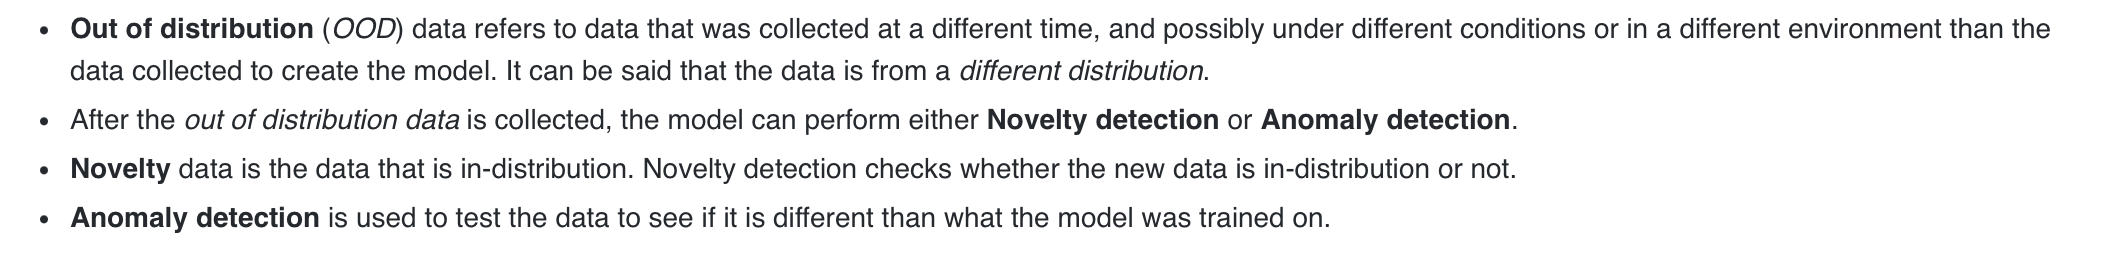 • Out of distribution (OOD) data refers to data that was collected at a different time, and possibly under different conditions or in a different environment than the
data collected to create the model. It can be said that the data is from a different distribution.
• After the out of distribution data is collected, the model can perform either Novelty detection or Anomaly detection.
• Novelty data is the data that is in-distribution. Novelty detection checks whether the new data is in-distribution or not.
• Anomaly detection is used to test the data to see if it is different than what the model was trained on.